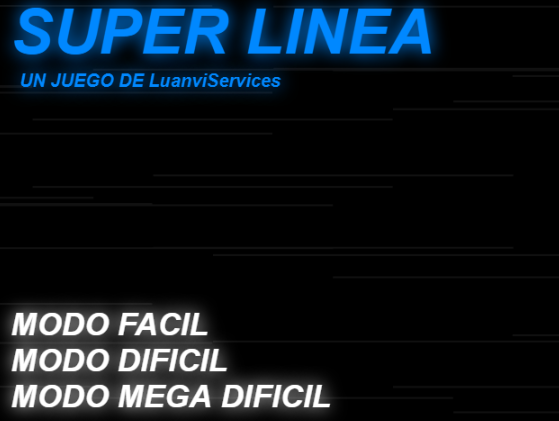 SUPER LINEA
UN JUEGO DE LuanviServices
MODO FACIL
MODO DIFICIL
MODO MEGA DIFICIL